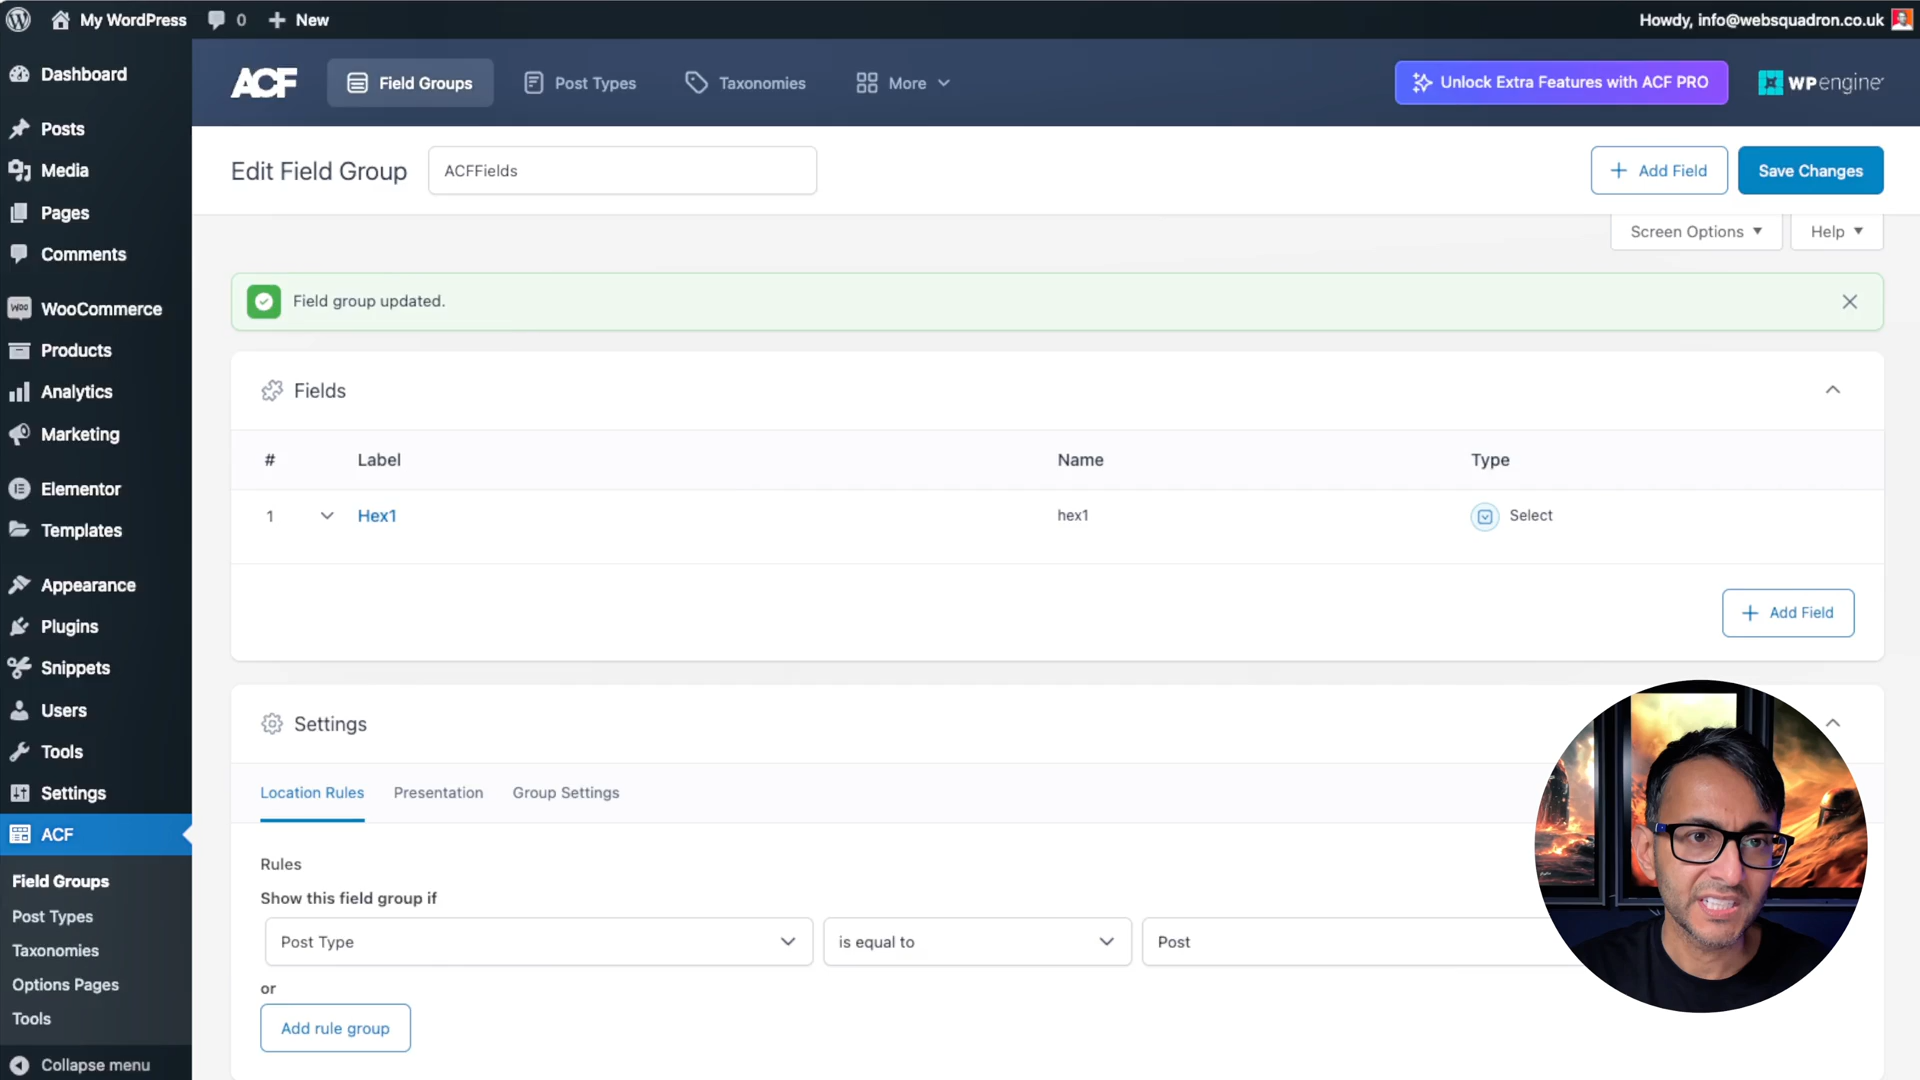 My WordPress
0
New
Howdy, info@websquadron.co.uk
Dashboard
Posts
Media
Pages
Comments
WooCommerce
Products
Analytics
Marketing
Elementor
Templates
Appearance
Plugins
Snippets
Users
Tools
Settings
ACF
Field Groups
Post Types
Taxonomies
Options Pages
Tools
Collapse menu
ACF
Field Groups
Post Types
Taxonomies
More
Unlock Extra Features with ACF PRO
WP engine
Edit Field Group
ACFFields
Add Field
Save Changes
Screen Options
Help
Field group updated.
Fields
# Label Name Type
1 Hex1 hex1 Select
Add Field
Settings
Location Rules
Presentation
Group Settings
Rules
Show this field group if
Post Type
is equal to
Post
or
Add rule group